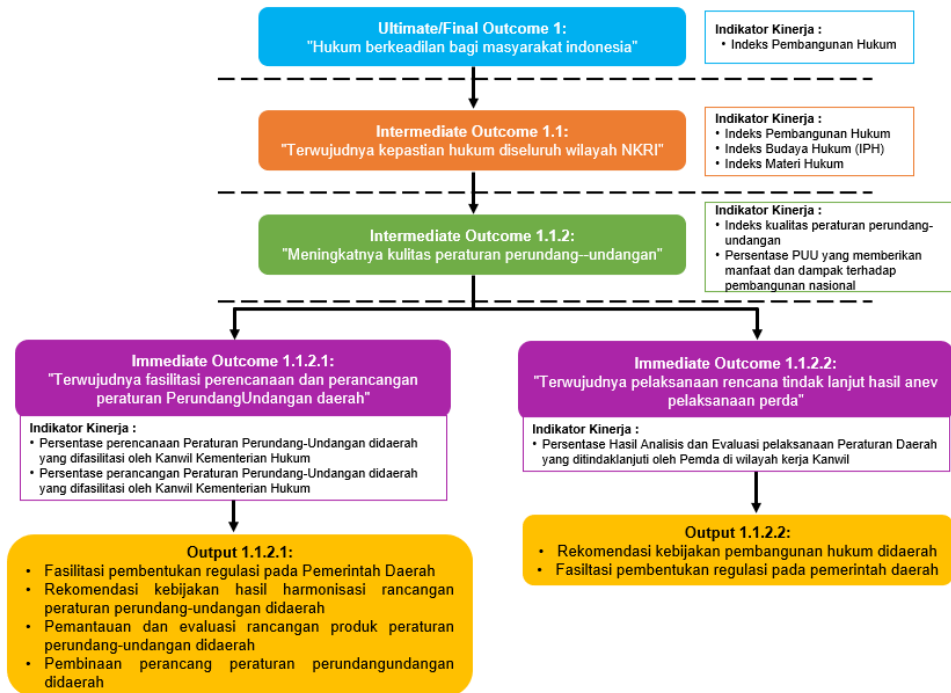 Ultimate/Final Outcome 1:
"Hukum berkeadilan bagi masyarakat indonesia"
Indikator Kinerja :
• Indeks Pembangunan Hukum
Intermediate Outcome 1.1:
"Terwujudnya kepastian hukum diseluruh wilayah NKRI"
Indikator Kinerja :
• Indeks Pembangunan Hukum
• Indeks Budaya Hukum (IPH)
• Indeks Materi Hukum
Intermediate Outcome 1.1.2:
"Meningkatnya kulitas peraturan perundang--undangan"
Indikator Kinerja :
• Indeks kualitas peraturan perundang-
undangan
• Persentase PUU yang memberikan
manfaat dan dampak terhadap
pembangunan nasional
Immediate Outcome 1.1.2.1:
"Terwujudnya fasilitasi perencanaan dan perancangan
peraturan PerundangUndangan daerah"
Indikator Kinerja :
• Persentase perencanaan Peraturan Perundang-Undangan didaerah
yang difasilitasi oleh Kanwil Kementerian Hukum
• Persentase perancangan Peraturan Perundang-Undangan didaerah
yang difasilitasi oleh Kanwil Kementerian Hukum
Output 1.1.2.1:
• Fasilitasi pembentukan regulasi pada Pemerintah Daerah
• Rekomendasi kebijakan hasil harmonisasi rancangan
peraturan perundang-undangan didaerah
• Pemantauan dan evaluasi rancangan produk peraturan
perundang-undangan didaerah
• Pembinaan perancang peraturan perundangundangan
didaerah
Immediate Outcome 1.1.2.2:
"Terwujudnya pelaksanaan rencana tindak lanjut hasil anev
pelaksanaan perda"
Indikator Kinerja :
• Persentase Hasil Analisis dan Evaluasi pelaksanaan Peraturan Daerah
yang ditindaklanjuti oleh Pemda di wilayah kerja Kanwil
Output 1.1.2.2:
• Rekomendasi kebijakan pembangunan hukum didaerah
• Fasiltasi pembentukan regulasi pada pemerintah daerah